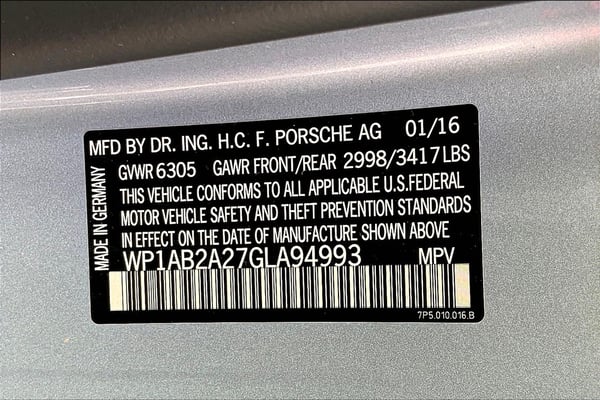 MFD BY DR. ING. H.C. F. PORSCHE AG 01/16
GVWR 6305 GAWR FRONT/REAR 2998/3417 LBS
THIS VEHICLE CONFORMS TO ALL APPLICABLE U.S.FEDERAL
MOTOR VEHICLE SAFETY AND THEFT PREVENTION STANDARDS
IN EFFECT ON THE DATE OF MANUFACTURE SHOWN ABOVE
WP1AB2A27GLA94993 MPV
7P5.010.016.B
MADE IN GERMANY